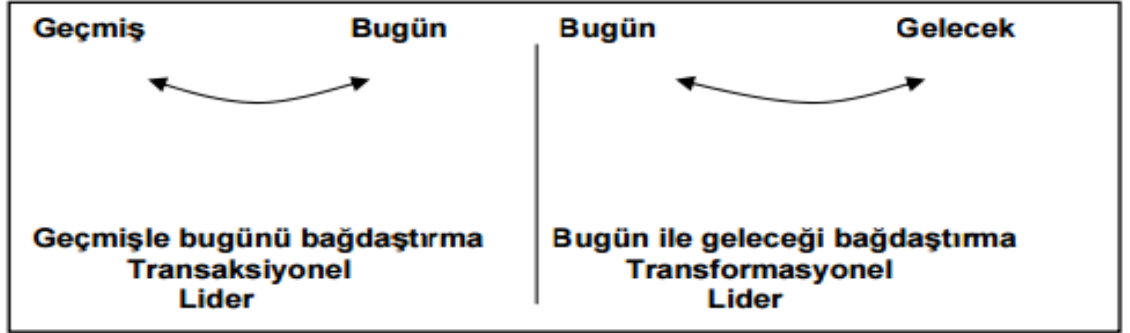 Geçmiş Bugün
Geçmişle bugünü bağdaştırma
Transaksiyonel
Lider
Bugün Gelecek
Bugün ile geleceği bağdaştırma
Transformasyonel
Lider